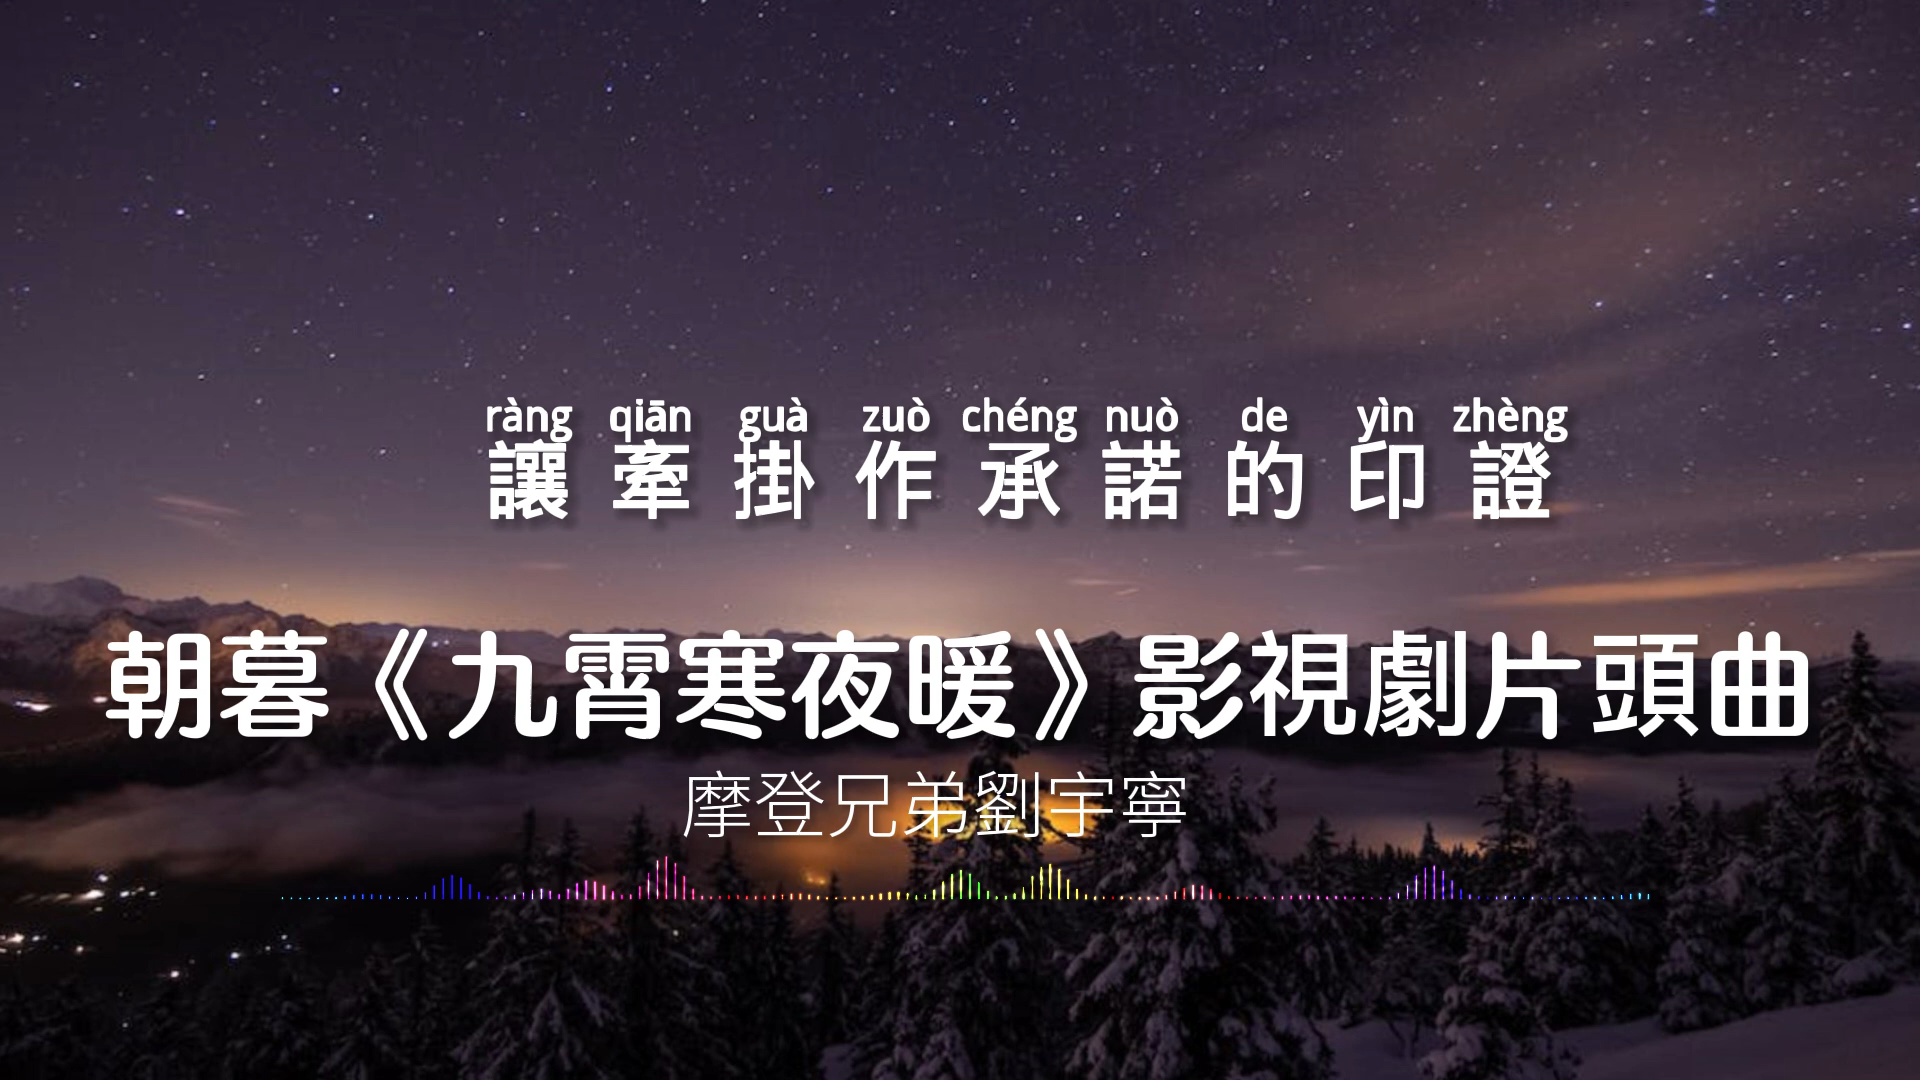 ràng qiān guà zuò chéng nuò de yìn zhèng
讓牽掛作承諾的印證
朝暮《九霄寒夜暖》影視劇片頭曲
摩登兄弟劉宇寧